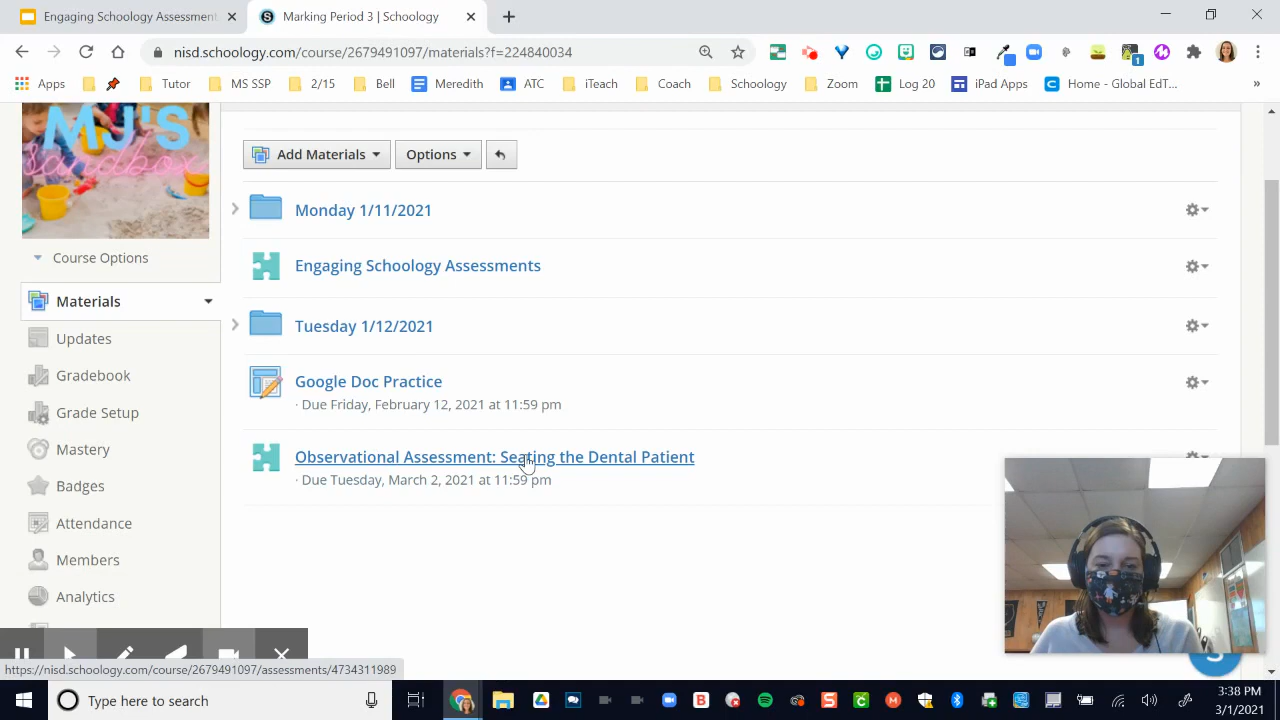 Engaging Schoology Assessment
Marking Period 3 | Schoology
nisd.schoology.com/course/2679491097/materials?f=224840034
Apps
Tutor
MS SSP
2/15
Bell
Meredith
ATC
iTeach
Coach
Schoology
Zoom
Log 20
iPad Apps
Home - Global EdT...
»
MJ'S
Sandbox
Course Options
Materials
Updates
Gradebook
Grade Setup
Mastery
Badges
Attendance
Members
Analytics
Add Materials
Options
Monday 1/11/2021
Engaging Schoology Assessments
Tuesday 1/12/2021
Google Doc Practice
· Due Friday, February 12, 2021 at 11:59 pm
Observational Assessment: Seating the Dental Patient
· Due Tuesday, March 2, 2021 at 11:59 pm
https://nisd.schoology.com/course/2679491097/assessments/4734311989
Type here to search
3:38 PM
3/1/2021